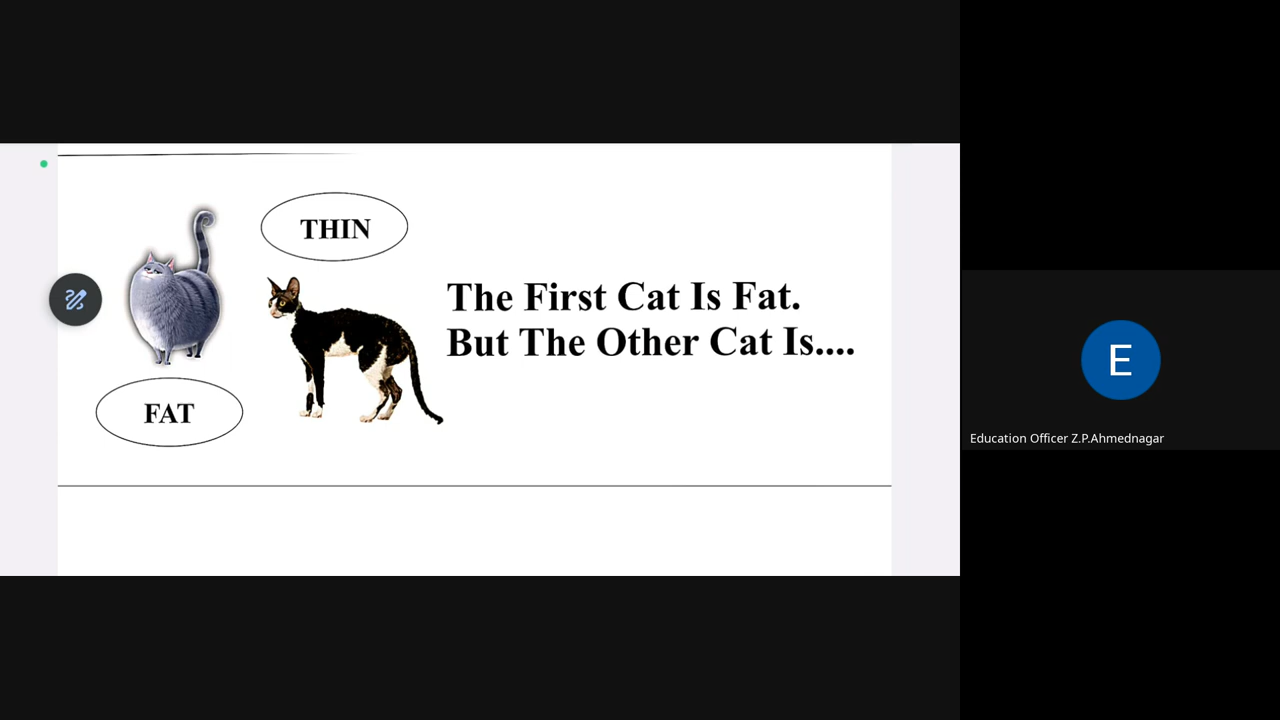 THIN
FAT
The First Cat Is Fat.
But The Other Cat Is....
E
Education Officer Z.P.Ahmednagar